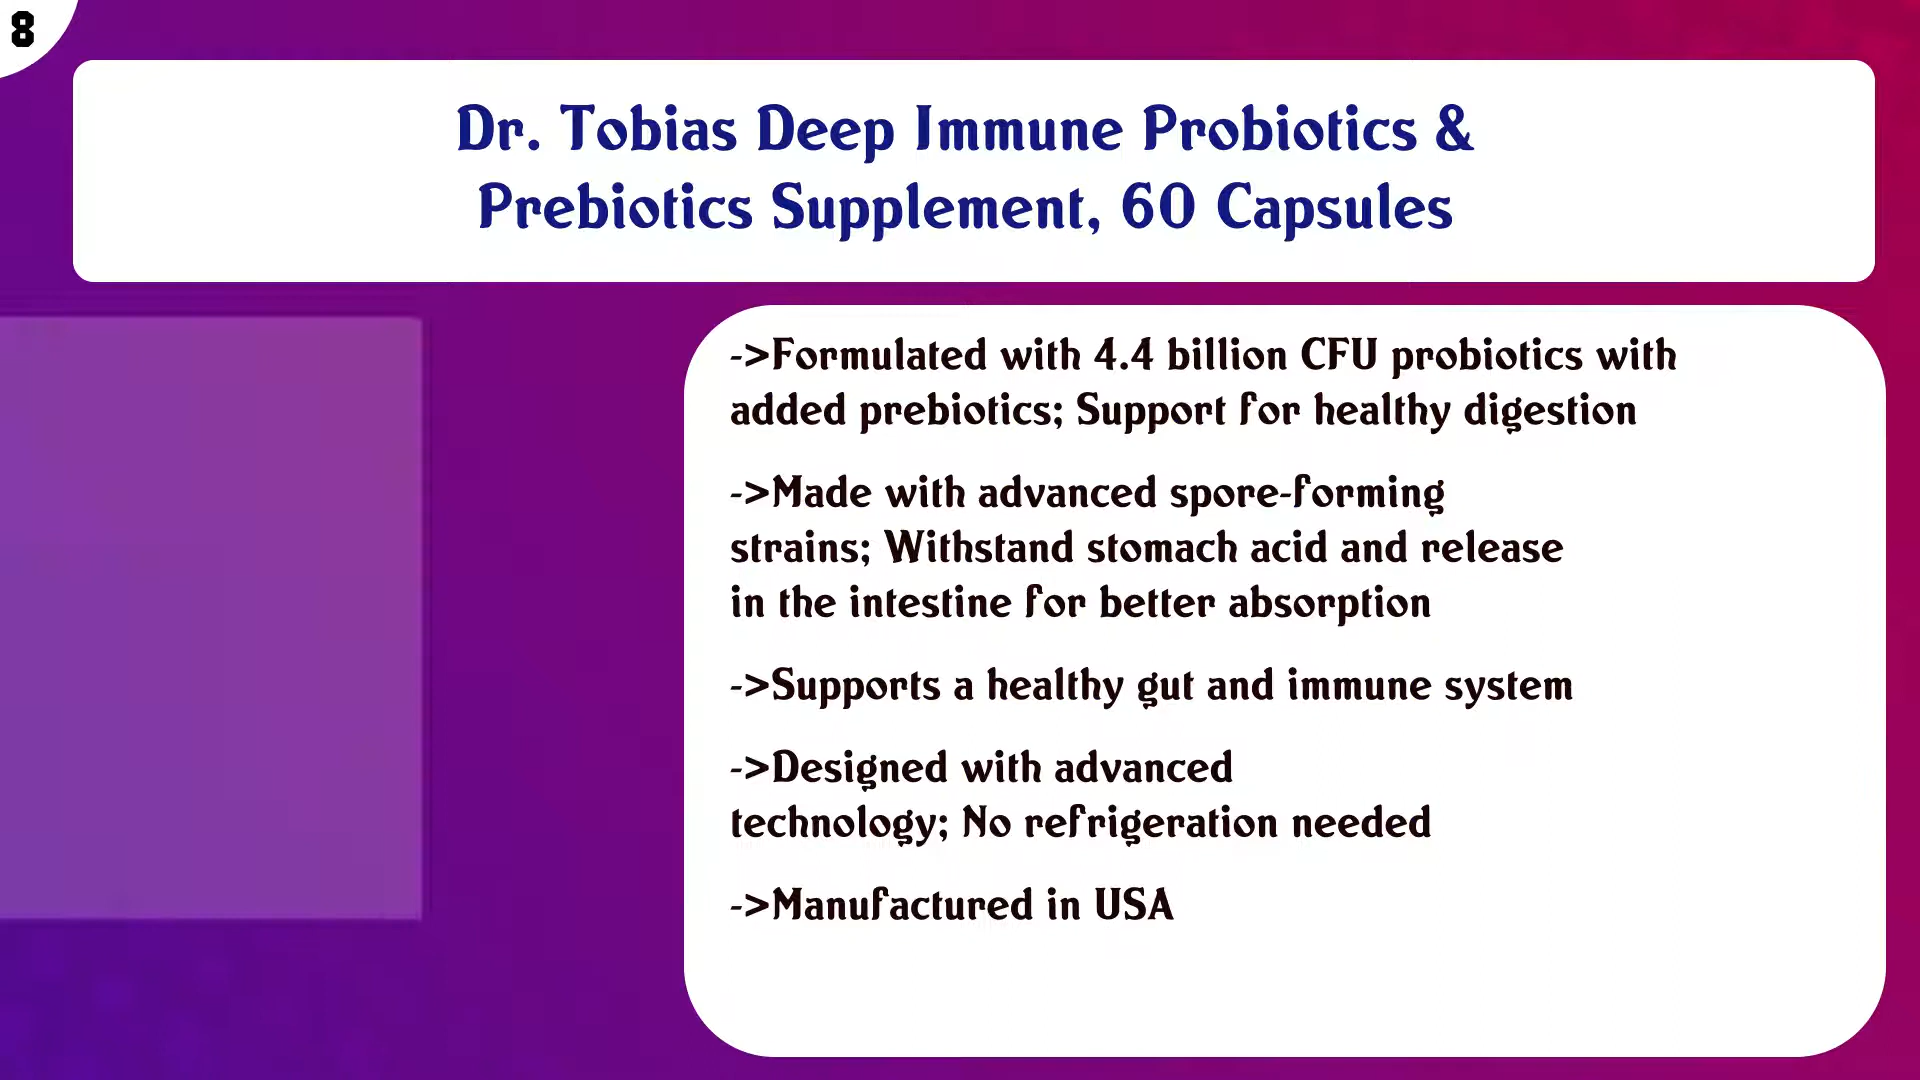 8
Dr. Tobias Deep Immune Probiotics &
Prebiotics Supplement, 60 Capsules
->Formulated with 4.4 billion CFU probiotics with
added prebiotics; Support for healthy digestion
->Made with advanced spore-forming
strains; Withstand stomach acid and release
in the intestine for better absorption
->Supports a healthy gut and immune system
->Designed with advanced
technology; No refrigeration needed
->Manufactured in USA